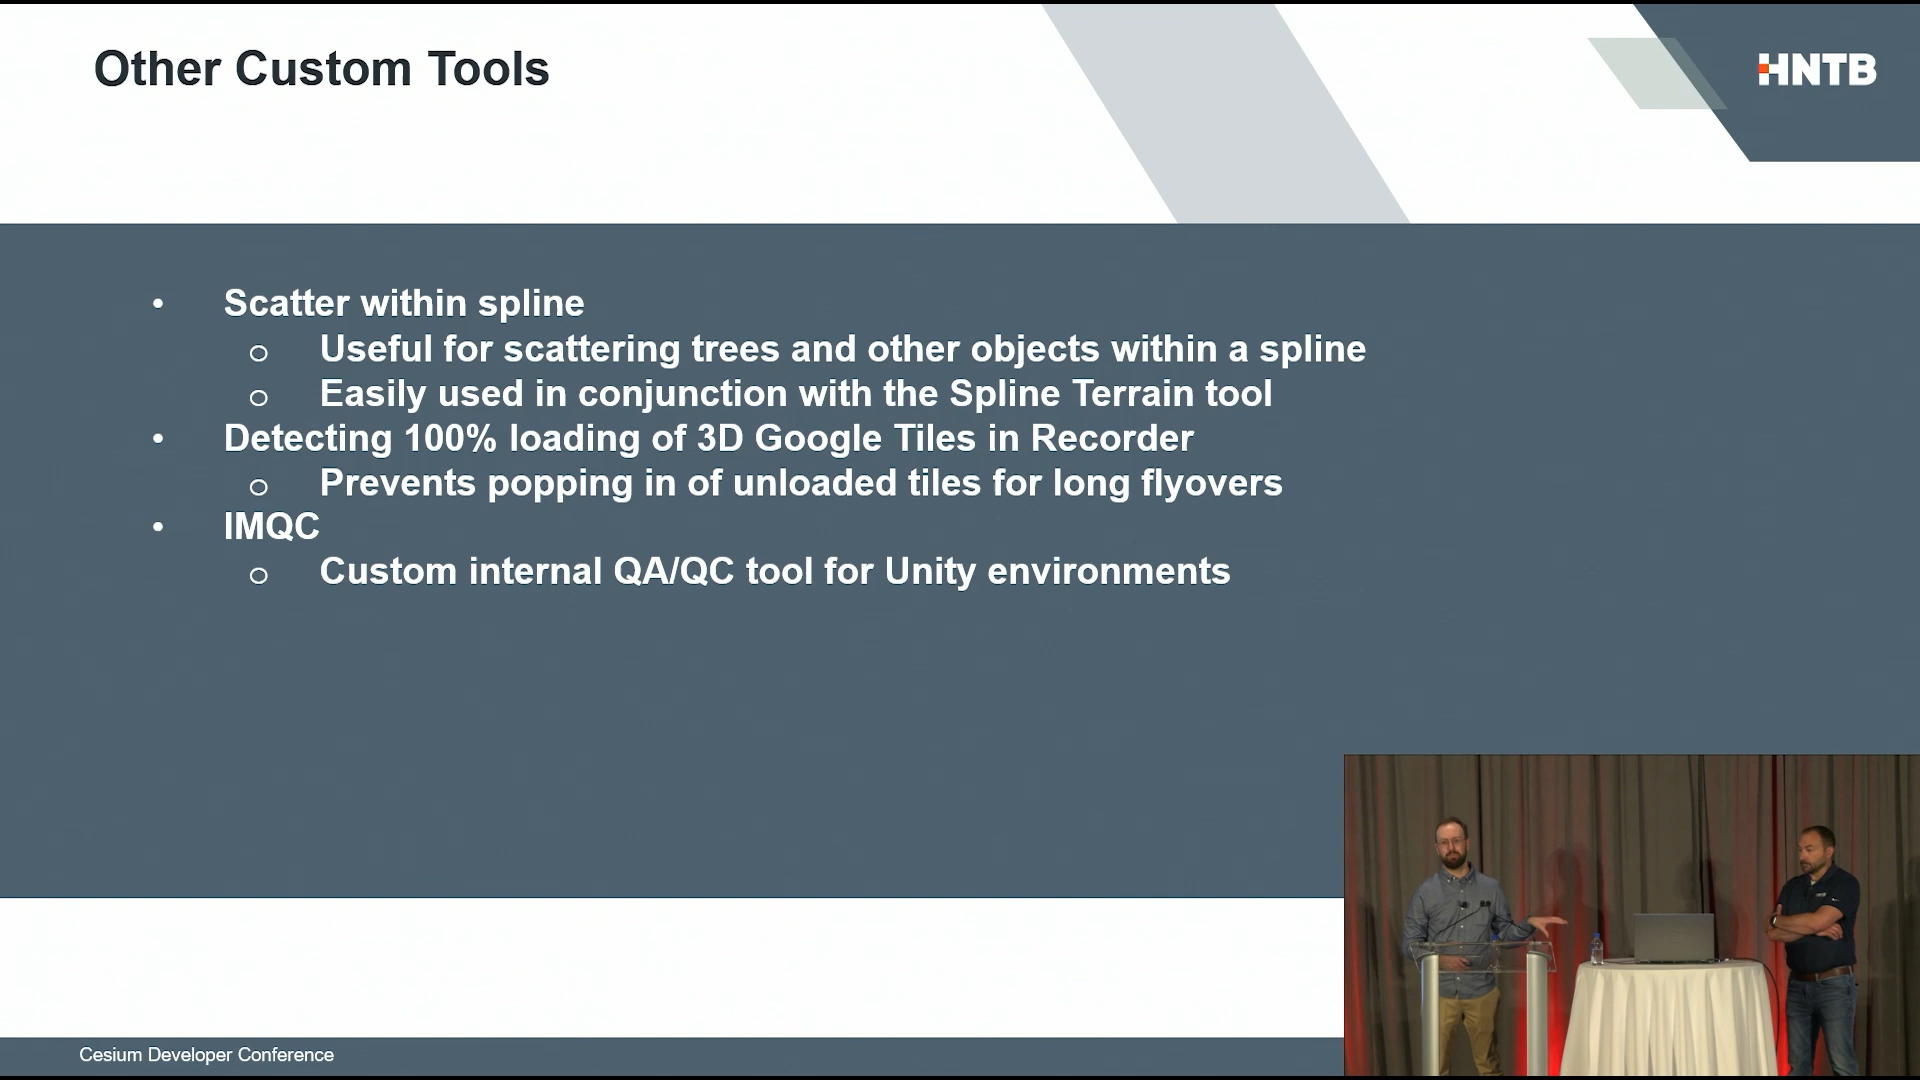 Other Custom Tools
HNTB
• Scatter within spline
o Useful for scattering trees and other objects within a spline
o Easily used in conjunction with the Spline Terrain tool
• Detecting 100% loading of 3D Google Tiles in Recorder
o Prevents popping in of unloaded tiles for long flyovers
• IMQC
o Custom internal QA/QC tool for Unity environments
Cesium Developer Conference